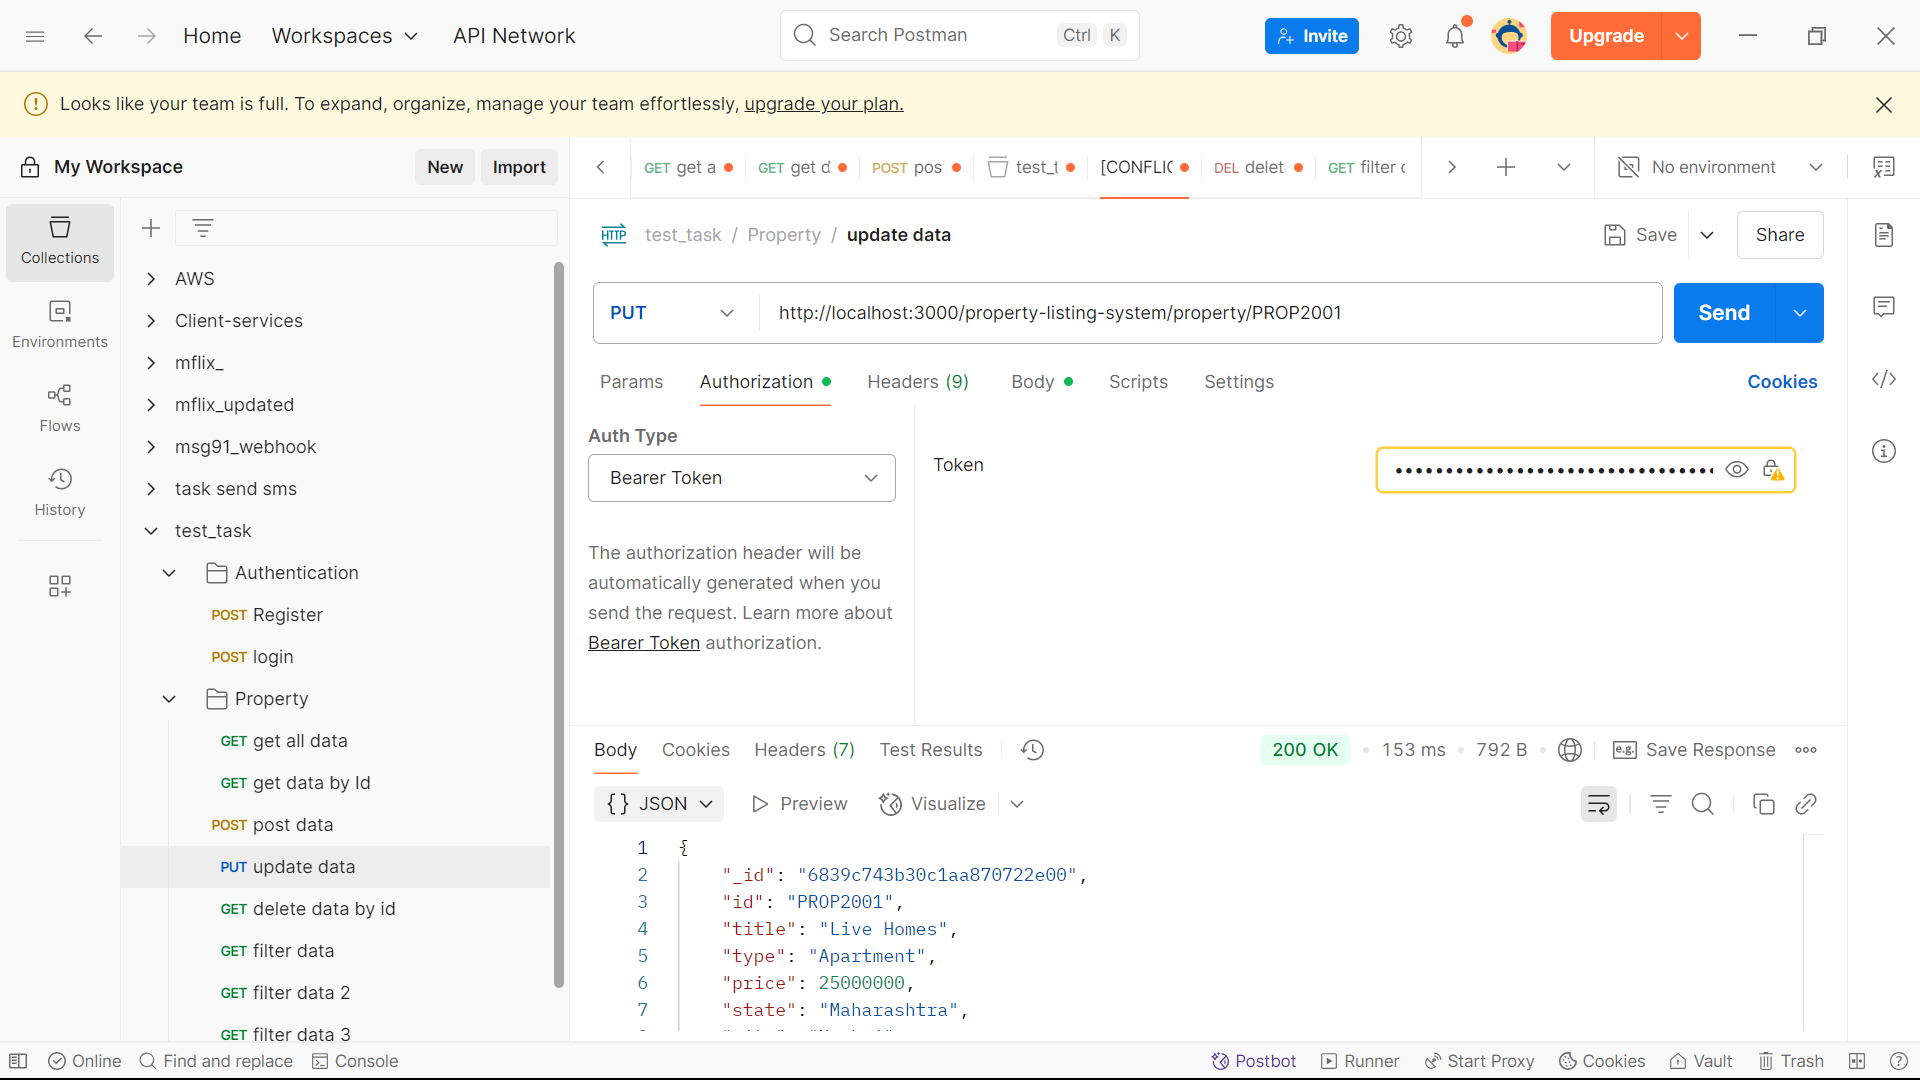 Home Workspaces API Network Search Postman Ctrl K Invite Upgrade
Looks like your team is full. To expand, organize, manage your team effortlessly, upgrade your plan.
My Workspace New Import
GET get a GET get d POST pos test_t [CONFLIC DEL delet GET filter No environment
Collections
Environments
Flows
History
AWS
Client-services
mflix_
mflix_updated
msg91_webhook
task send sms
test_task
Authentication
POST Register
POST login
Property
GET get all data
GET get data by Id
POST post data
PUT update data
GET delete data by id
GET filter data
GET filter data 2
GET filter data 3
HTTP test_task / Property / update data Save Share
PUT http://localhost:3000/property-listing-system/property/PROP2001 Send
Params Authorization Headers (9) Body Scripts Settings Cookies
Auth Type
Bearer Token
Token
The authorization header will be
automatically generated when you
send the request. Learn more about
Bearer Token authorization.
Body Cookies Headers (7) Test Results 200 OK 153 ms 792 B e.g. Save Response
{} JSON Preview Visualize
1 {
2 "_id": "6839c743b30c1aa870722e00",
3 "id": "PROP2001",
4 "title": "Live Homes",
5 "type": "Apartment",
6 "price": 25000000,
7 "state": "Maharashtra",
Online Find and replace Console Postbot Runner Start Proxy Cookies Vault Trash